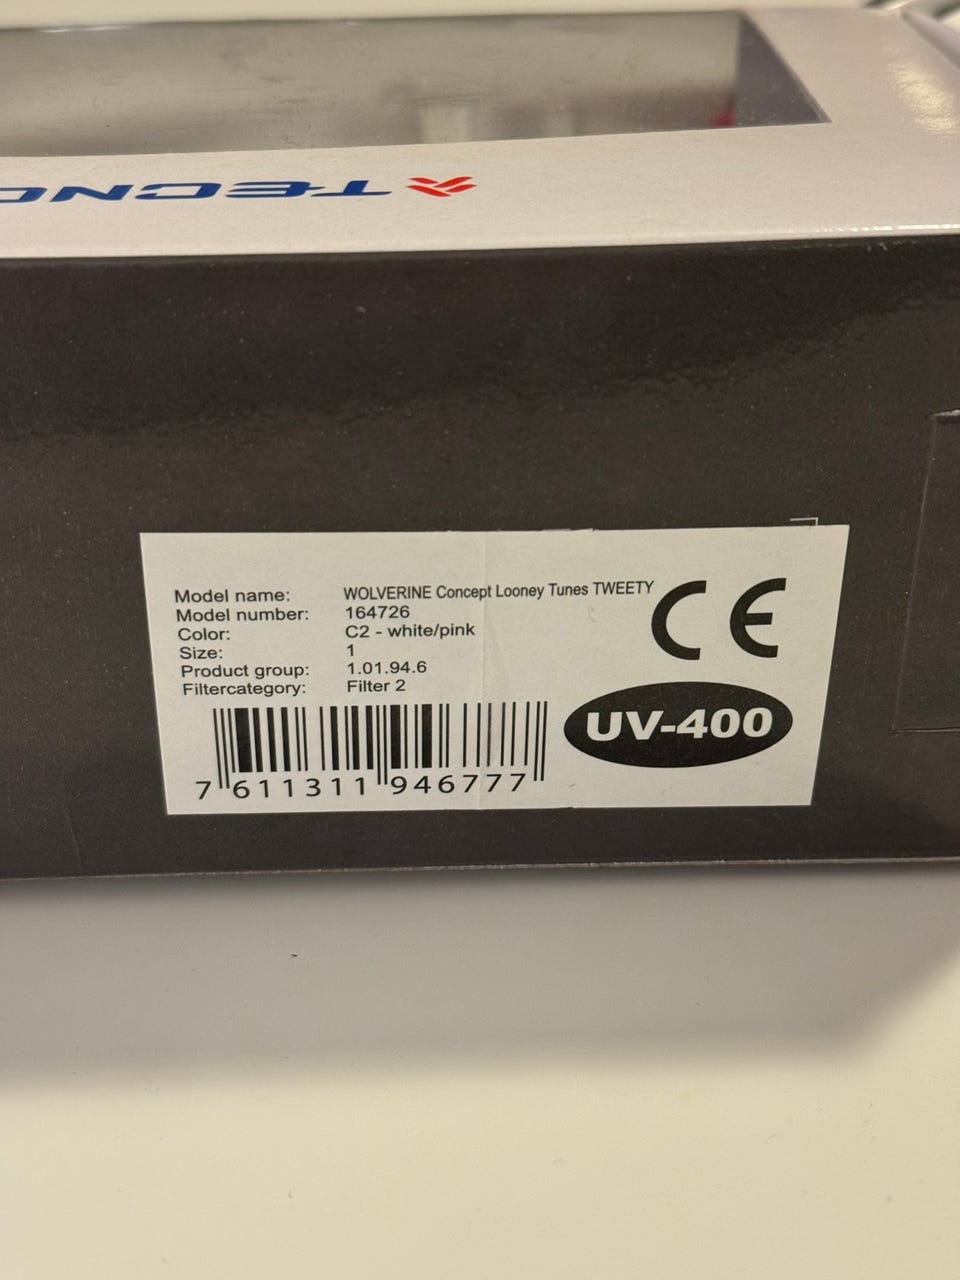 TECNO
Model name: WOLVERINE Concept Looney Tunes TWEETY
Model number: 164726
Color: C2 - white/pink
Size: 1
Product group: 1.01.94.6
Filtercategory: Filter 2
CE
UV-400
7 611311 946777